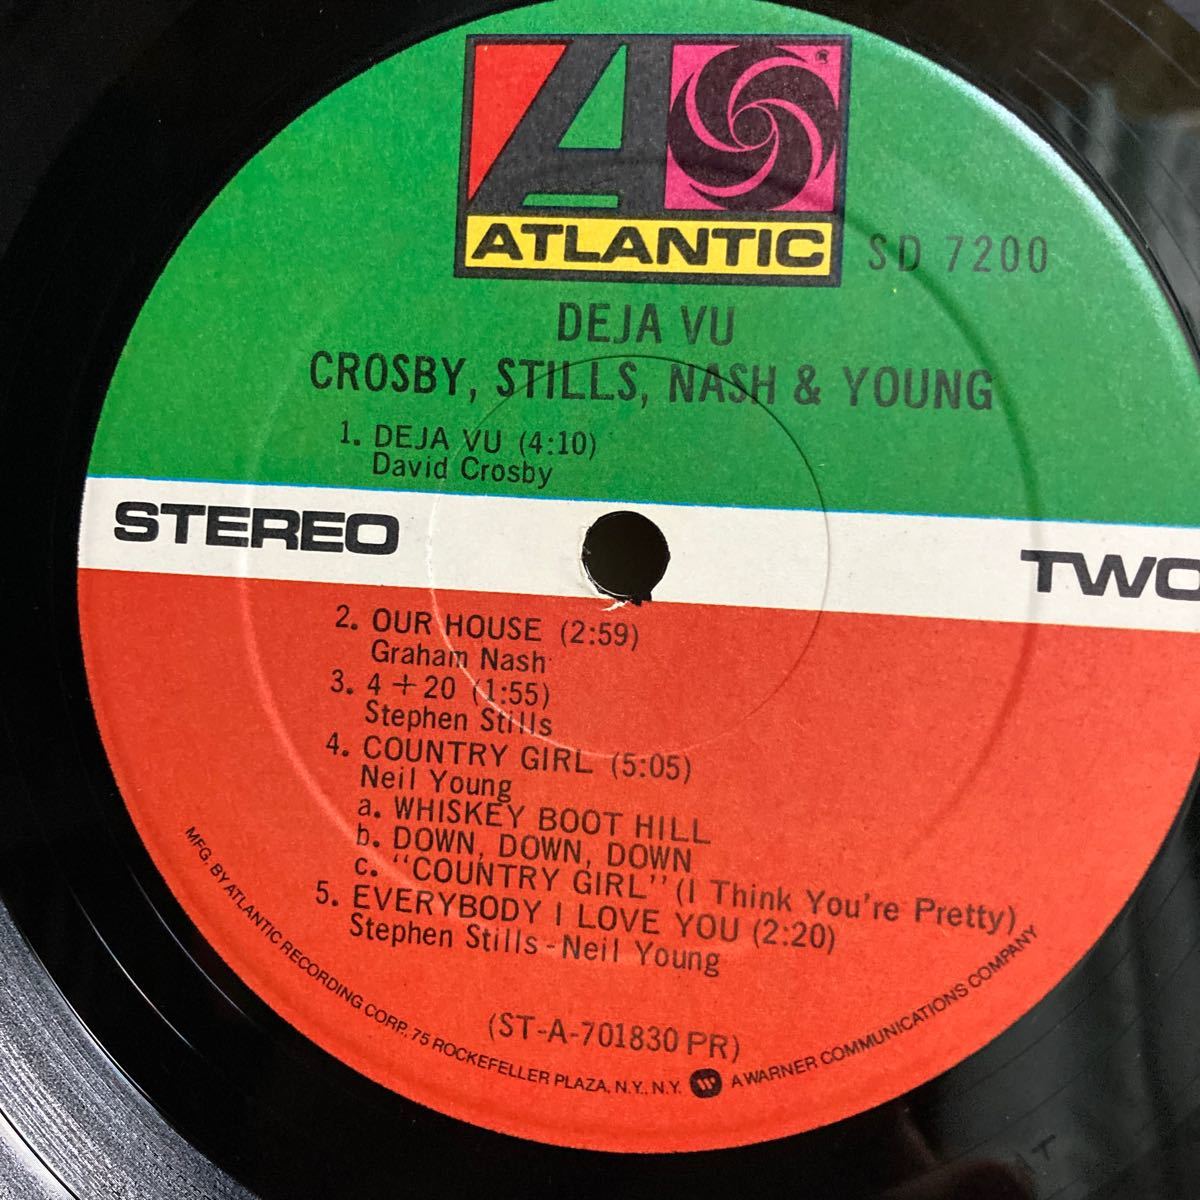 ATLANTIC ®
SD 7200
DEJA VU
CROSBY, STILLS, NASH & YOUNG
1. DEJA VU (4:10)
David Crosby
STEREO
TWO
2. OUR HOUSE (2:59)
Graham Nash
3. 4 + 20 (1:55)
Stephen Stills
4. COUNTRY GIRL (5:05)
Neil Young
a. WHISKEY BOOT HILL
b. DOWN, DOWN, DOWN
c. "COUNTRY GIRL" (I Think You're Pretty)
5. EVERYBODY I LOVE YOU (2:20)
Stephen Stills - Neil Young
(ST-A-701830 PR)
MFG. BY ATLANTIC RECORDING CORP., 75 ROCKEFELLER PLAZA, N.Y., N.Y. A WARNER COMMUNICATIONS COMPANY